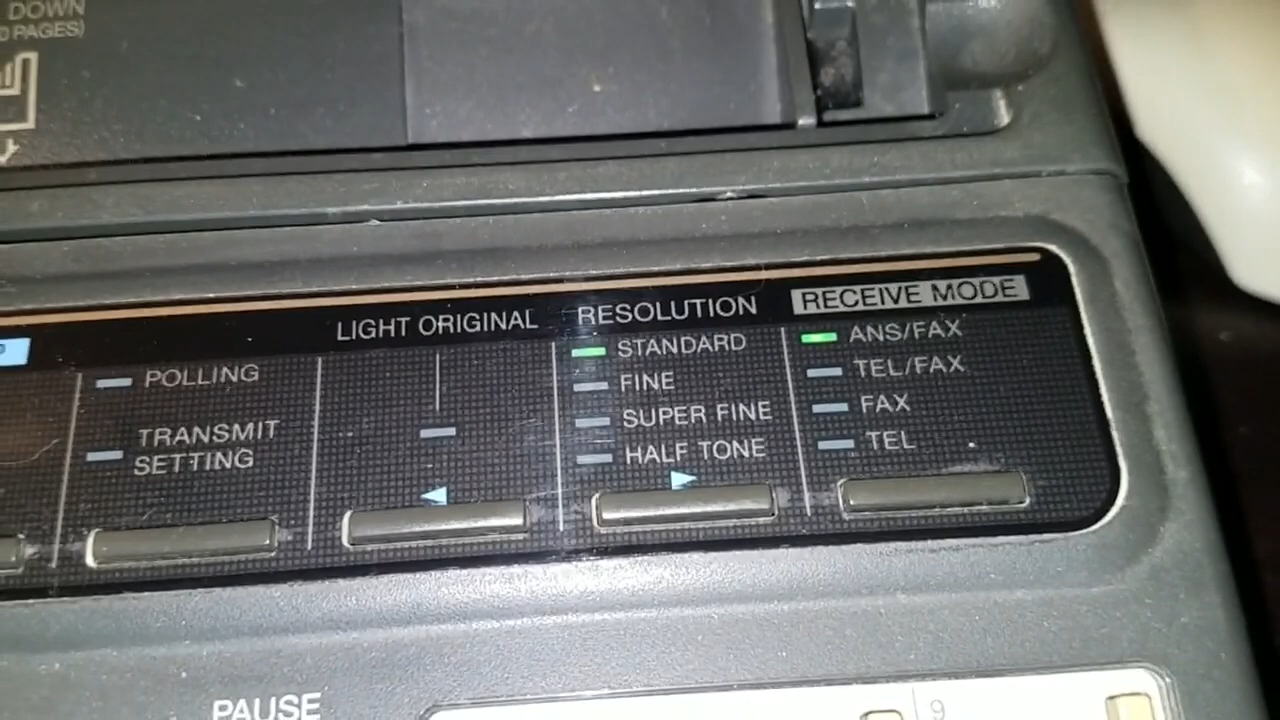 DOWN
PAGES)
LIGHT ORIGINAL
RESOLUTION
RECEIVE MODE
POLLING
TRANSMIT
SETTING
STANDARD
FINE
SUPER FINE
HALF TONE
ANS/FAX
TEL/FAX
FAX
TEL
PAUSE
9